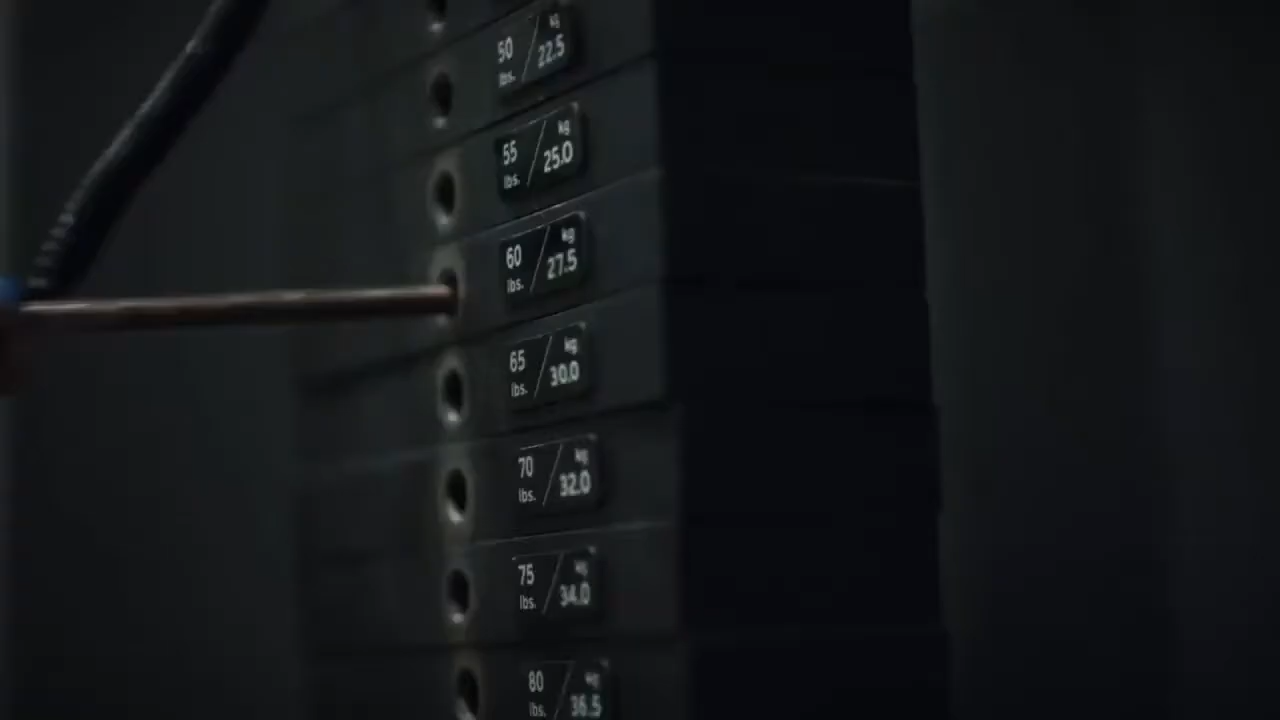 50 lbs. / kg 22.5
55 lbs. / kg 25.0
60 lbs. / kg 27.5
65 lbs. / kg 30.0
70 lbs. / kg 32.0
75 lbs. / kg 34.0
80 lbs. / kg 36.5